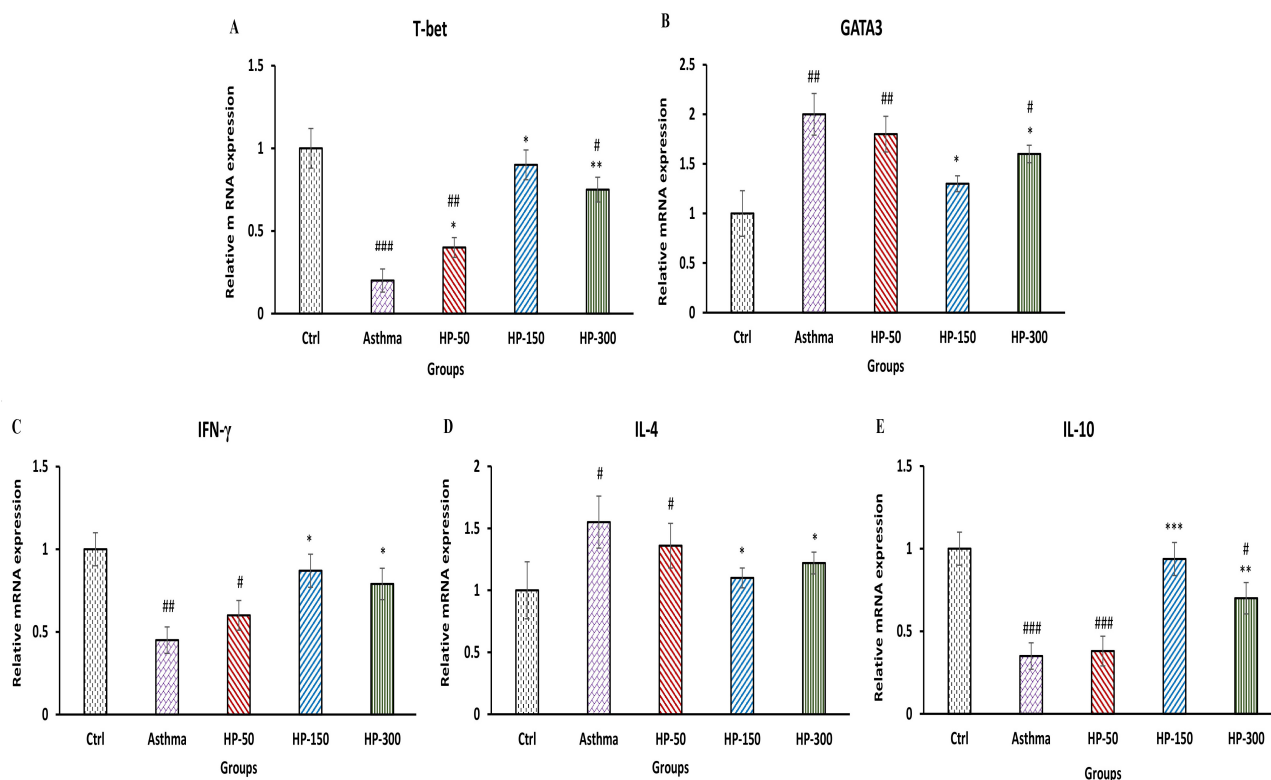 A
T-bet
Relative m RNA expression
1.5
1
0.5
0
###
##
*
*
#
**
Ctrl Asthma HP-50 HP-150 HP-300
Groups
B
GATA3
Relative mRNA expression
2.5
2
1.5
1
0.5
0
##
##
*
#
*
Ctrl Asthma HP-50 HP-150 HP-300
Groups
C
IFN-γ
Relative mRNA expression
1.5
1
0.5
0
##
#
*
*
Ctrl Asthma HP-50 HP-150 HP-300
Groups
D
IL-4
Relative mRNA expression
2
1.5
1
0.5
0
#
#
*
*
Ctrl Asthma HP-50 HP-150 HP-300
Groups
E
IL-10
Relative mRNA expression
1.5
1
0.5
0
###
###
***
#
**
Ctrl Asthma HP-50 HP-150 HP-300
Groups